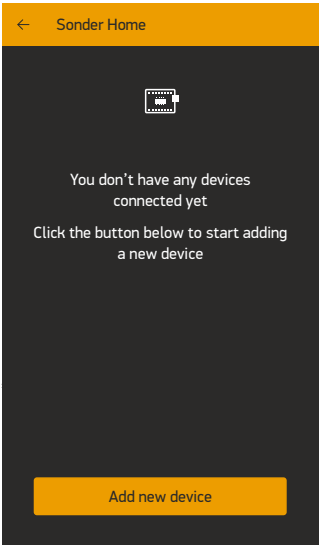 Sonder Home
You don't have any devices
connected yet
Click the button below to start adding
a new device
Add new device